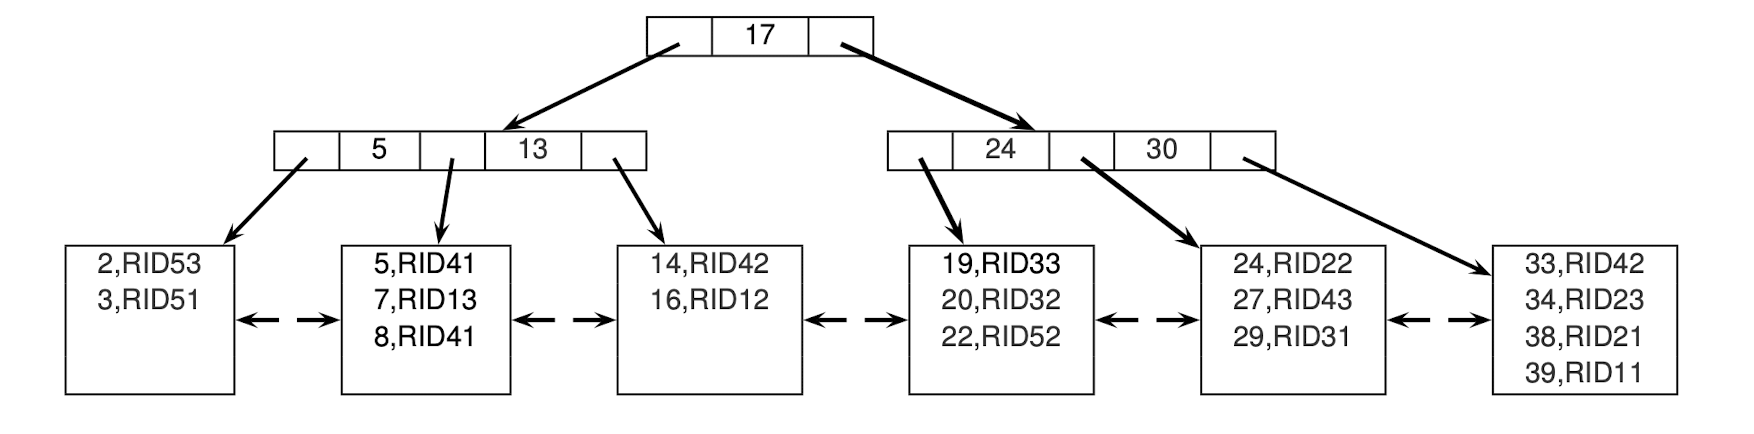 17
5 13
24 30
2,RID53
3,RID51
5,RID41
7,RID13
8,RID41
14,RID42
16,RID12
19,RID33
20,RID32
22,RID52
24,RID22
27,RID43
29,RID31
33,RID42
34,RID23
38,RID21
39,RID11